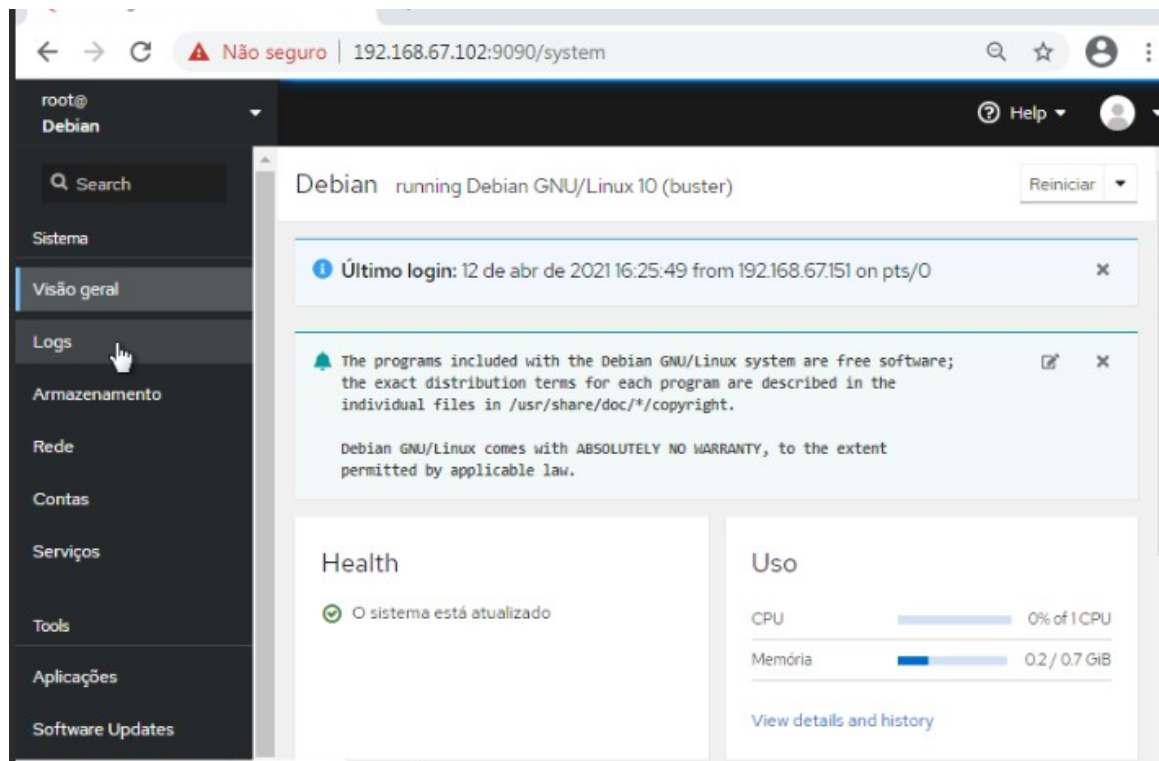 Não seguro | 192.168.67.102:9090/system
root@
Debian
Help
Search
Debian running Debian GNU/Linux 10 (buster)
Reiniciar
Sistema
Último login: 12 de abr de 2021 16:25:49 from 192.168.67.151 on pts/0
Visão geral
Logs
Armazenamento
Rede
Contas
Serviços
Tools
Aplicações
Software Updates
The programs included with the Debian GNU/Linux system are free software;
the exact distribution terms for each program are described in the
individual files in /usr/share/doc/*/copyright.
Debian GNU/Linux comes with ABSOLUTELY NO WARRANTY, to the extent
permitted by applicable law.
Health
O sistema está atualizado
Uso
CPU 0% of 1 CPU
Memória 0.2 / 0.7 GiB
View details and history